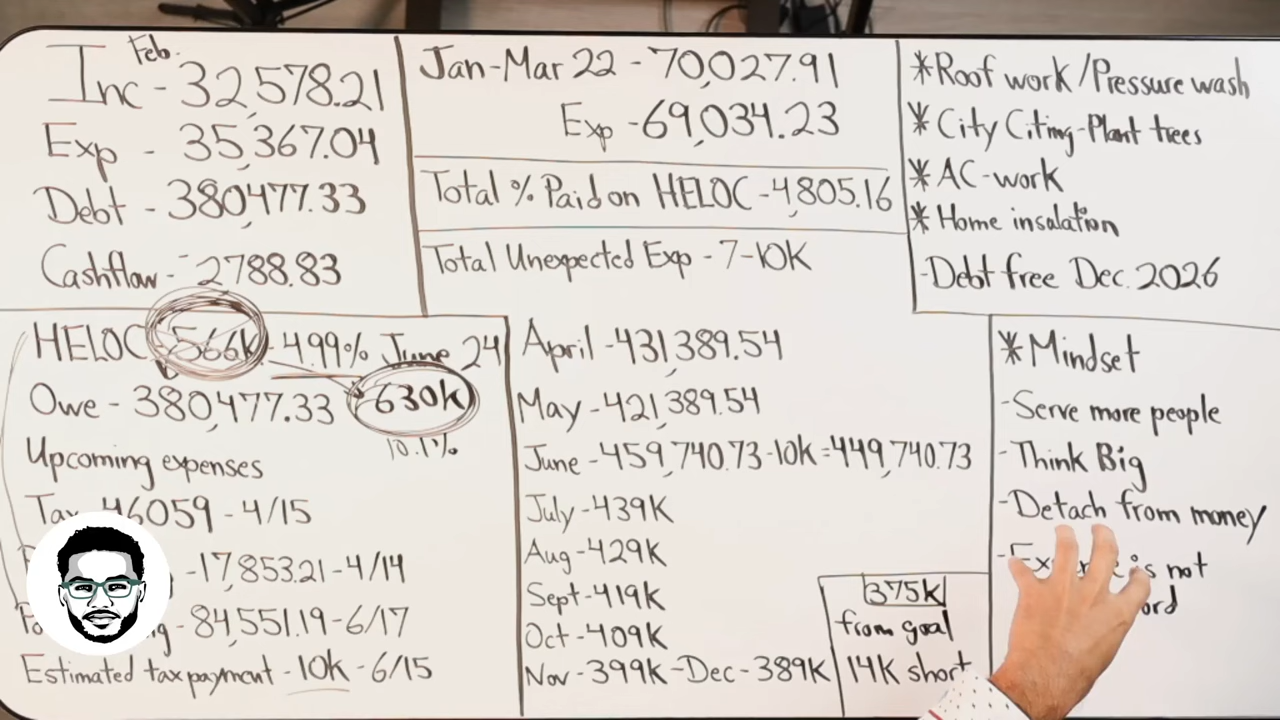 Feb.
Inc - 32,578.21
Exp - 35,367.04
Debt - 380,477.33
Cashflow - -2788.83
Jan-Mar 22 - 70,027.91
Exp - 69,034.23
Total % Paid on HELOC - 4,805.16
Total Unexpected Exp - 7-10K
*Roof work/Pressure wash
*City Citing-Plant trees
*AC-work
*Home insalation
-Debt free Dec. 2026
HELOC 566K - 4.99% June 24
Owe - 380,477.33 630K
10.1%
Upcoming expenses
Tax 46059 - 4/15
-17,853.21 - 4/14
g - 84,551.19 - 6/17
Estimated tax payment - 10K - 6/15
April - 431,389.54
May - 421,389.54
June - 459,740.73 - 10K = 449,740.73
July - 439K
Aug - 429K
Sept - 419K
Oct - 409K
Nov - 399K - Dec - 389K
375K
from goal
14K short
*Mindset
-Serve more people
-Think Big
-Detach from money
is not